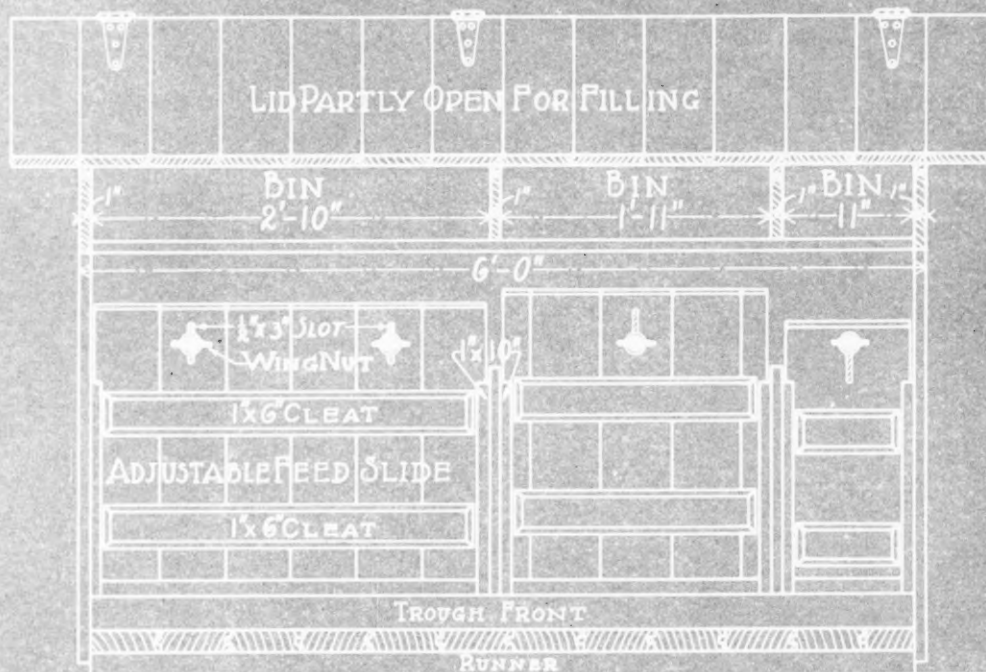 LID PARTLY OPEN FOR FILLING
BIN BIN BIN
1" 2'-10" 1" 1'-11" 1" 11" 1"
6'-0"
½"x3" SLOT
WING NUT
1"x10"
1"x6" CLEAT
ADJUSTABLE FEED SLIDE
1"x6" CLEAT
TROUGH FRONT
RUNNER